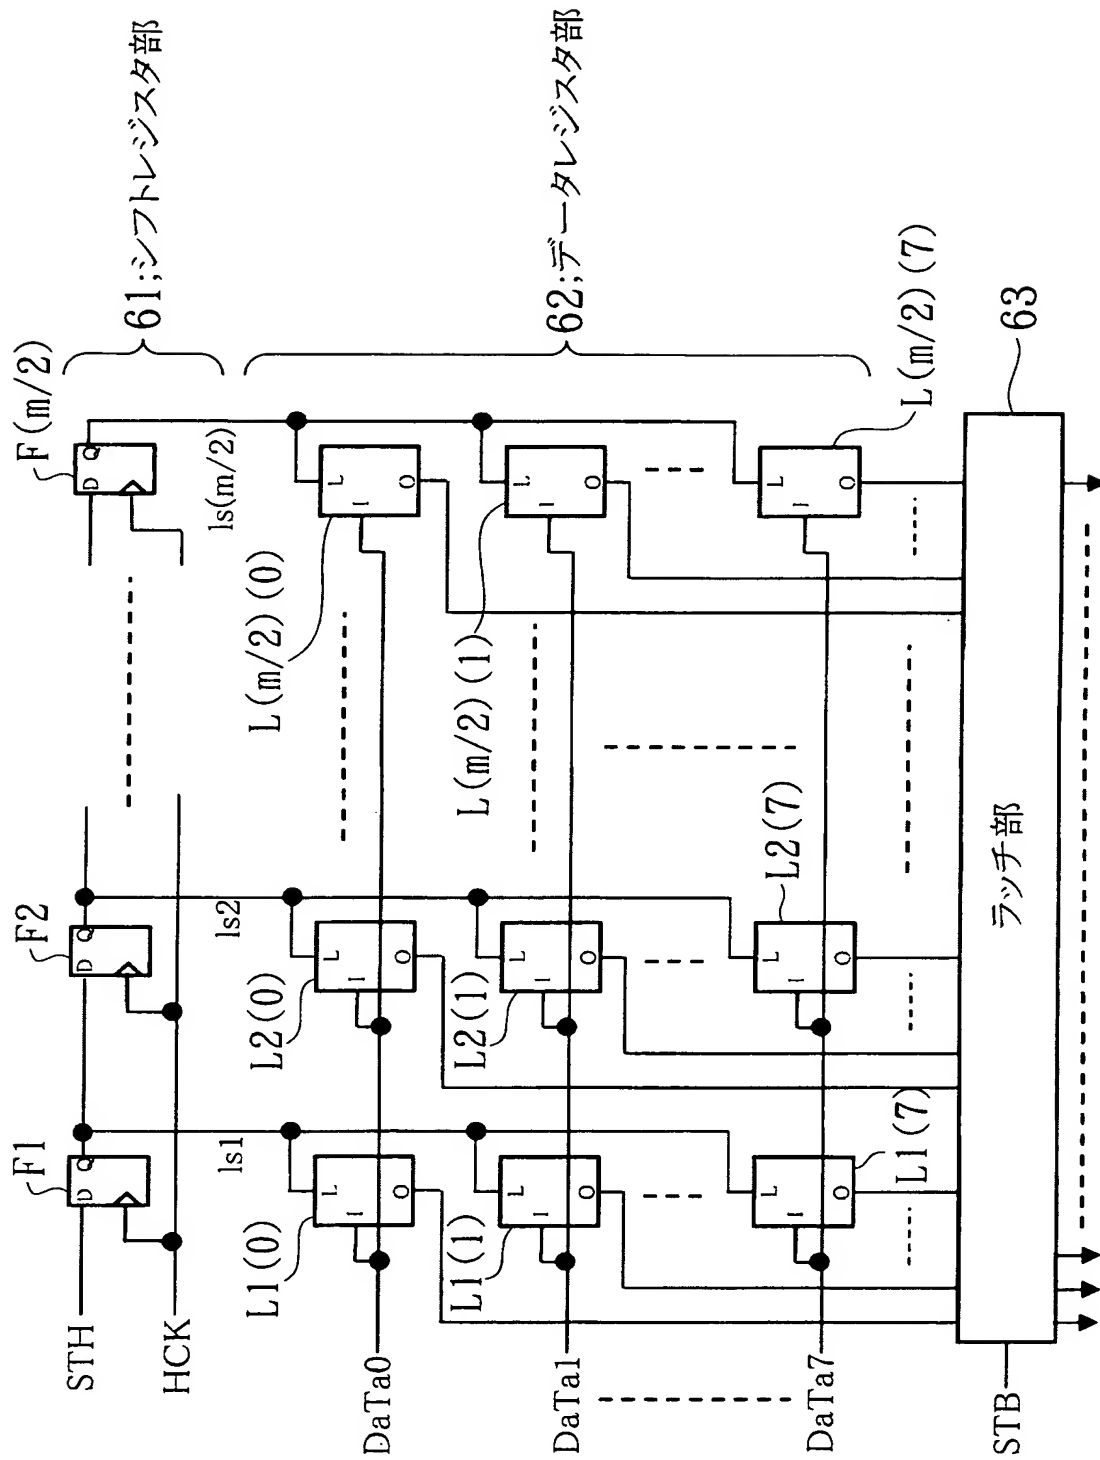 F1
F2
F(m/2)
STH
D
Q
D
Q
D
Q
61;シフトレジスタ部
HCK
ls1
ls2
ls(m/2)
L1(0)
L2(0)
L(m/2)(0)
L
I
O
L
I
O
L
I
O
DaTa0
62;データレジスタ部
L1(1)
L2(1)
L(m/2)(1)
L
I
O
L
I
O
L
I
O
DaTa1
L2(7)
L
I
O
L
I
O
L
I
O
DaTa7
L1(7)
L(m/2)(7)
63
ラッチ部
STB